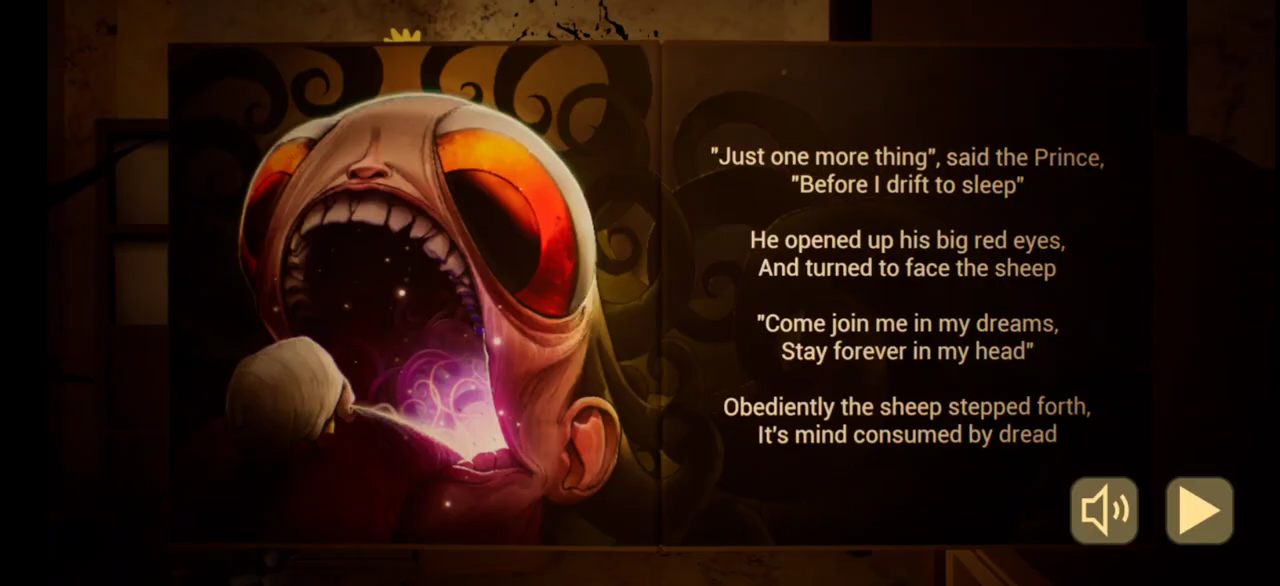 "Just one more thing", said the Prince,
"Before I drift to sleep"
He opened up his big red eyes,
And turned to face the sheep
"Come join me in my dreams,
Stay forever in my head"
Obediently the sheep stepped forth,
It's mind consumed by dread